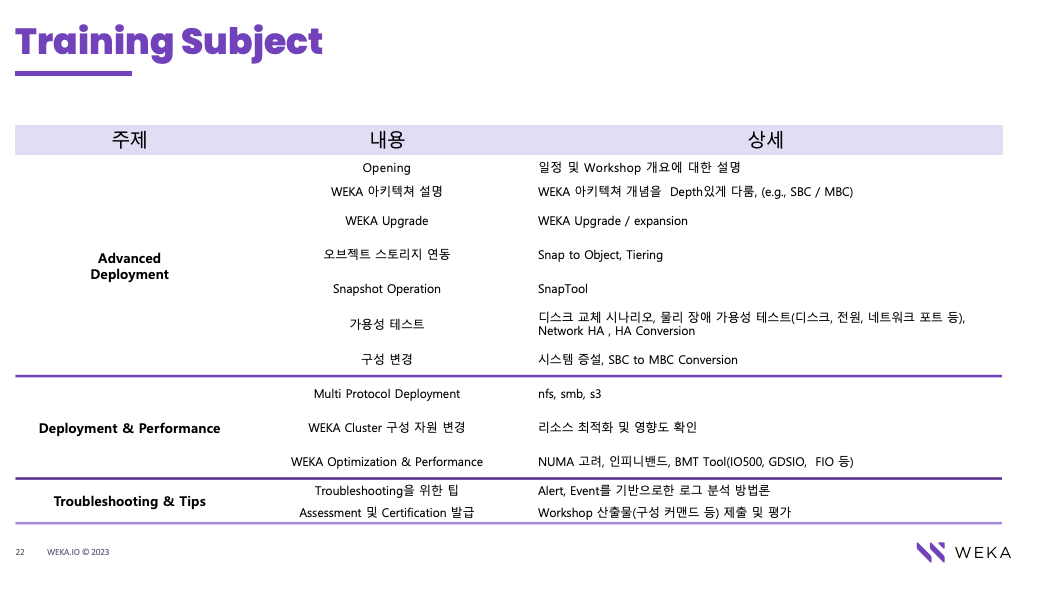 Training Subject
주제 내용 상세
Opening 일정 및 Workshop 개요에 대한 설명
WEKA 아키텍쳐 설명 WEKA 아키텍쳐 개념을 Depth있게 다룸, (e.g., SBC / MBC)
WEKA Upgrade WEKA Upgrade / expansion
Advanced
Deployment
오브젝트 스토리지 연동 Snap to Object, Tiering
Snapshot Operation SnapTool
가용성 테스트 디스크 교체 시나리오, 물리 장애 가용성 테스트(디스크, 전원, 네트워크 포트 등),
Network HA , HA Conversion
구성 변경 시스템 증설, SBC to MBC Conversion
Multi Protocol Deployment nfs, smb, s3
Deployment & Performance WEKA Cluster 구성 자원 변경 리소스 최적화 및 영향도 확인
WEKA Optimization & Performance NUMA 고려, 인피니밴드, BMT Tool(IO500, GDSIO, FIO 등)
Troubleshooting & Tips
Troubleshooting을 위한 팁 Alert, Event를 기반으로한 로그 분석 방법론
Assessment 및 Certification 발급 Workshop 산출물(구성 커맨드 등) 제출 및 평가
22 WEKA.IO © 2023
WEKA